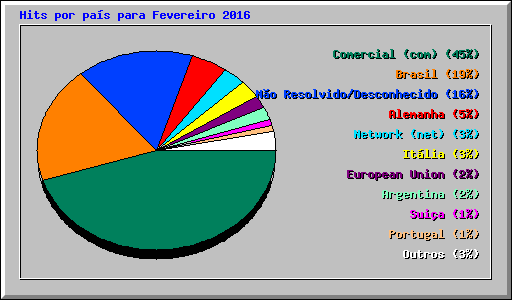 Hits por país para Fevereiro 2016
Comercial (com) (45%)
Brasil (19%)
Não Resolvido/Desconhecido (16%)
Alemanha (5%)
Network (net) (3%)
Itália (3%)
European Union (2%)
Argentina (2%)
Suiça (1%)
Portugal (1%)
Outros (3%)